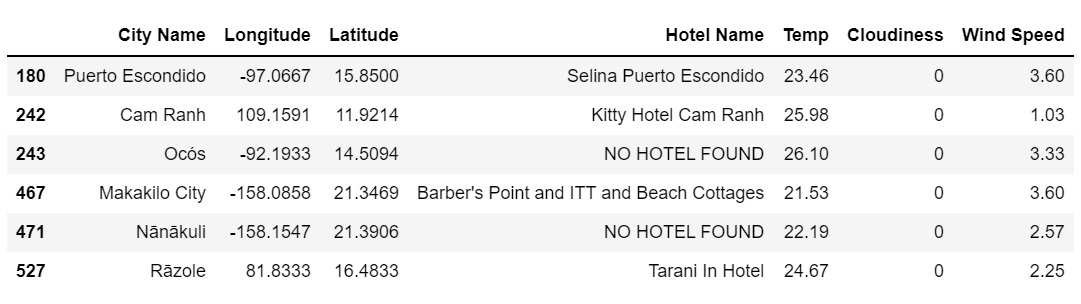 City Name Longitude Latitude Hotel Name Temp Cloudiness Wind Speed
180 Puerto Escondido -97.0667 15.8500 Selina Puerto Escondido 23.46 0 3.60
242 Cam Ranh 109.1591 11.9214 Kitty Hotel Cam Ranh 25.98 0 1.03
243 Ocós -92.1933 14.5094 NO HOTEL FOUND 26.10 0 3.33
467 Makakilo City -158.0858 21.3469 Barber's Point and ITT and Beach Cottages 21.53 0 3.60
471 Nānākuli -158.1547 21.3906 NO HOTEL FOUND 22.19 0 2.57
527 Rāzole 81.8333 16.4833 Tarani In Hotel 24.67 0 2.25